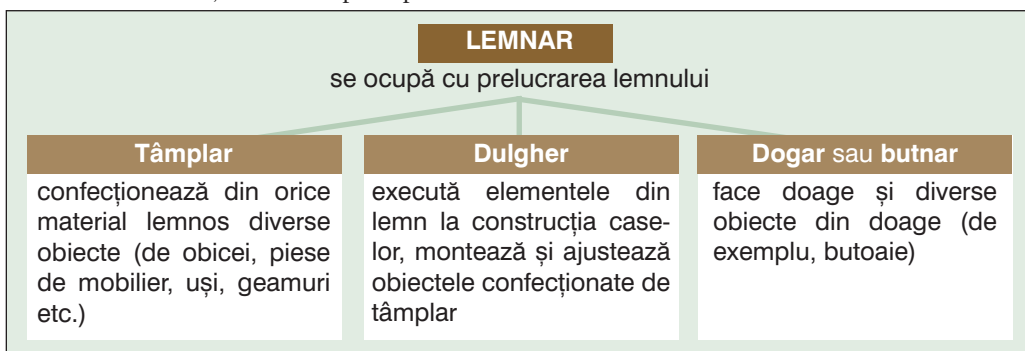 LEMNAR
se ocupă cu prelucrarea lemnului
Tâmplar
confecționează din orice
material lemnos diverse
obiecte (de obicei, piese
de mobilier, uși, geamuri
etc.)
Dulgher
execută elementele din
lemn la construcția case-
lor, montează și ajustează
obiectele confecționate de
tâmplar
Dogar sau butnar
face doage și diverse
obiecte din doage (de
exemplu, butoaie)